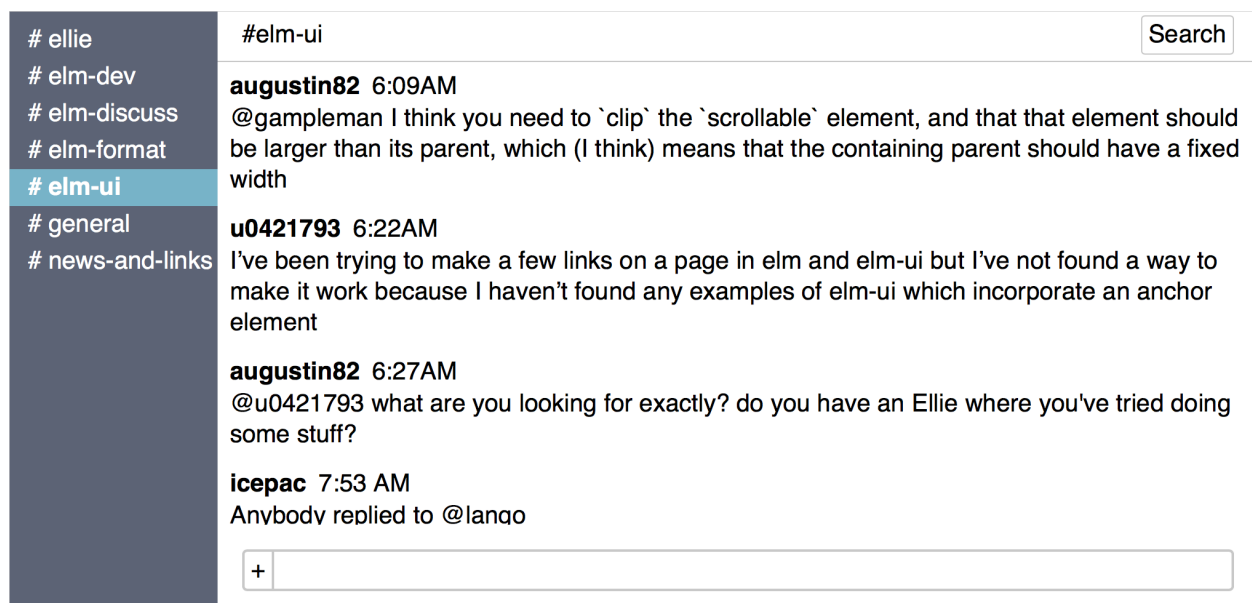 # ellie
# elm-dev
# elm-discuss
# elm-format
# elm-ui
# general
# news-and-links
#elm-ui
Search
augustin82 6:09AM
@gampleman I think you need to `clip` the `scrollable` element, and that that element should
be larger than its parent, which (I think) means that the containing parent should have a fixed
width
u0421793 6:22AM
I’ve been trying to make a few links on a page in elm and elm-ui but I’ve not found a way to
make it work because I haven’t found any examples of elm-ui which incorporate an anchor
element
augustin82 6:27AM
@u0421793 what are you looking for exactly? do you have an Ellie where you've tried doing
some stuff?
icepac 7:53 AM
Anybody replied to @lango
+